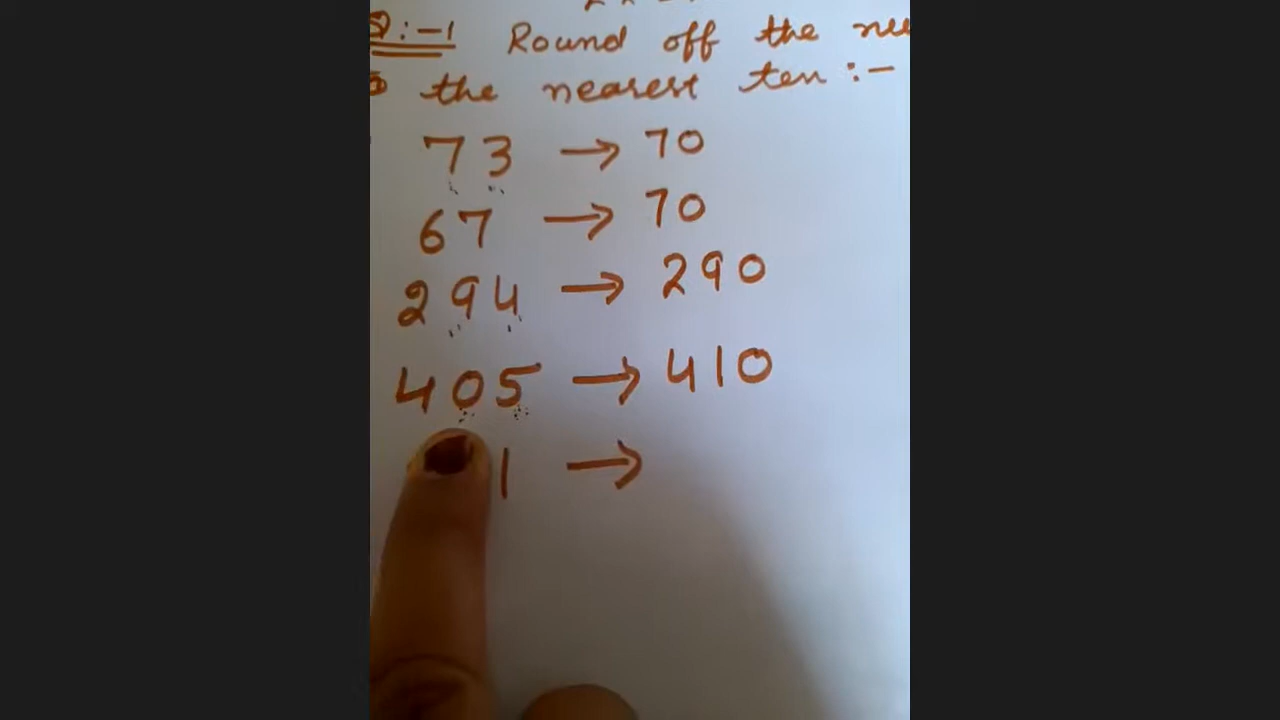 Q:-1 Round off the
the nearest ten :-
73 → 70
67 → 70
294 → 290
405 → 410
1 →